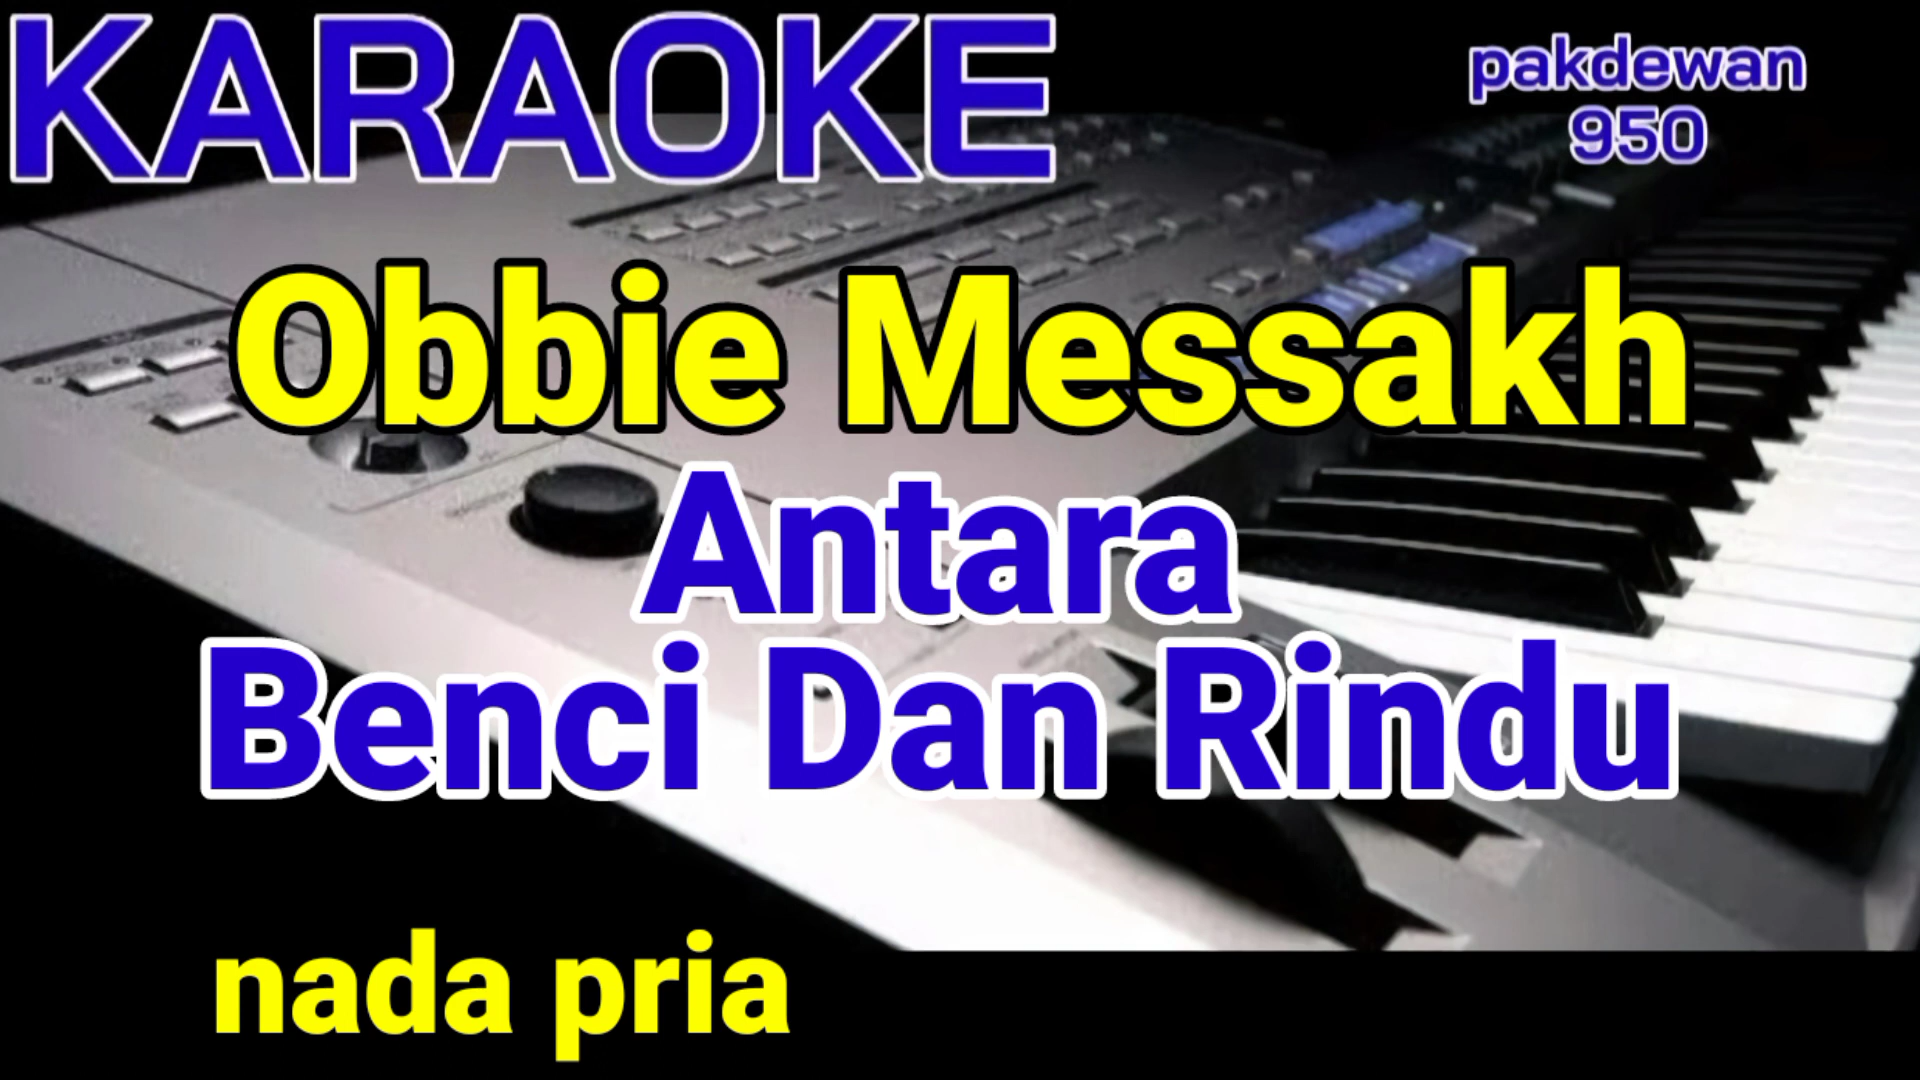 KARAOKE
pakdewan
950
Obbie Messakh
Antara
Benci Dan Rindu
nada pria